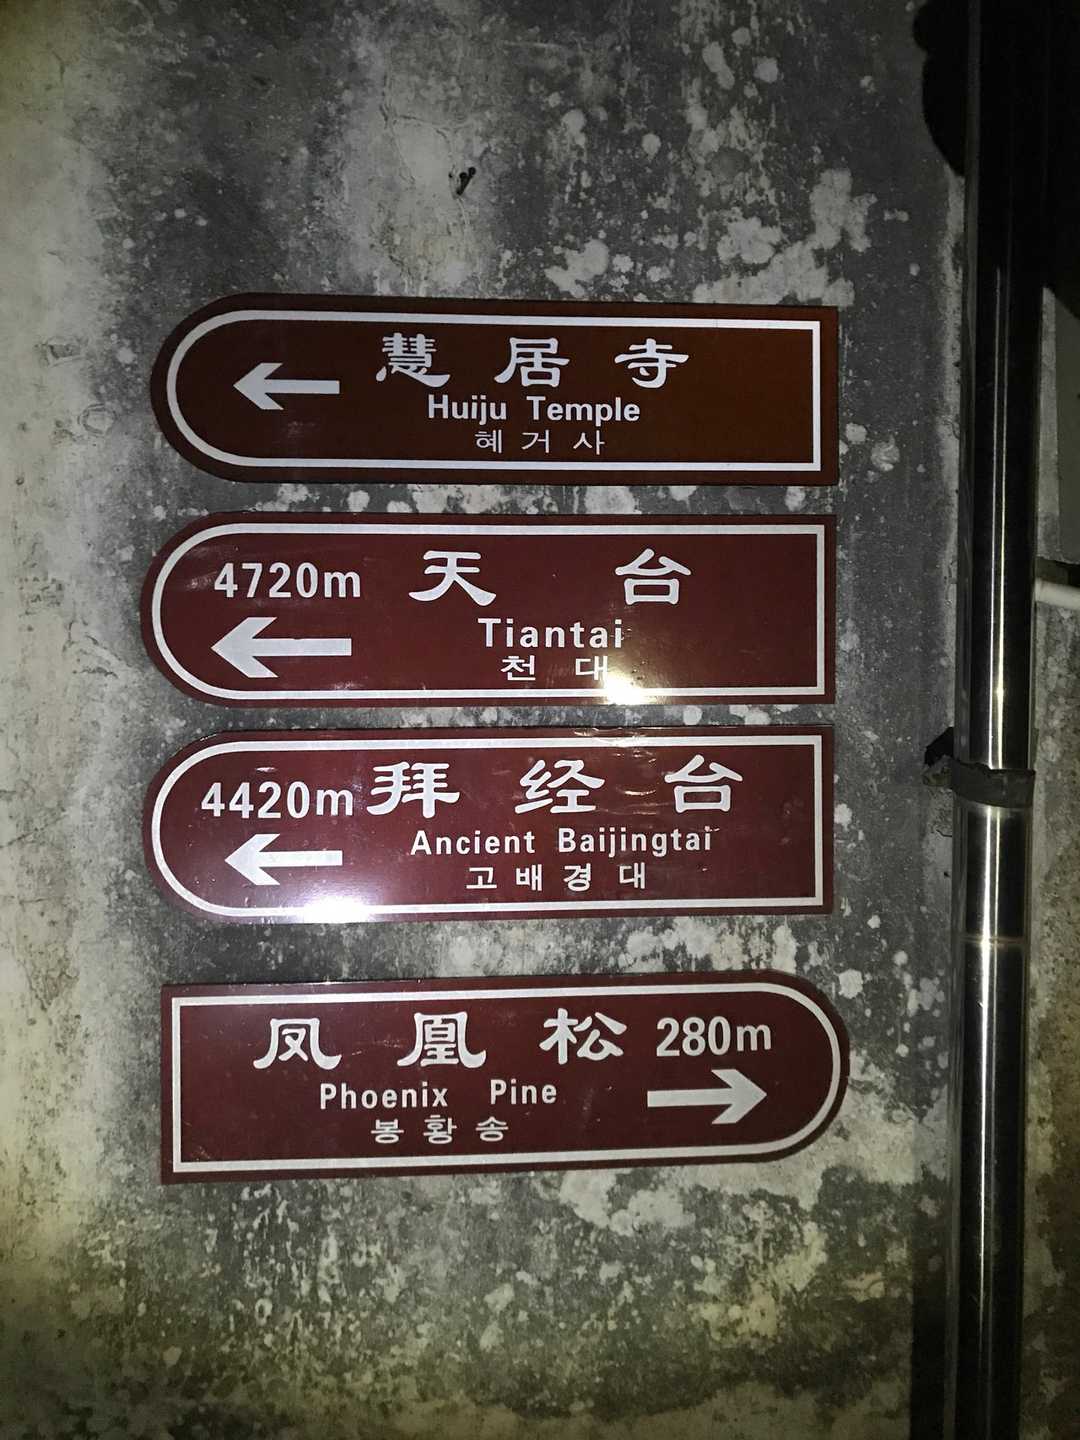 慧居寺
Huiju Temple
혜거사
4720m 天台
Tiantai
천대
4420m 拜经台
Ancient Baijingtai
고배경대
凤凰松 280m
Phoenix Pine
봉황송